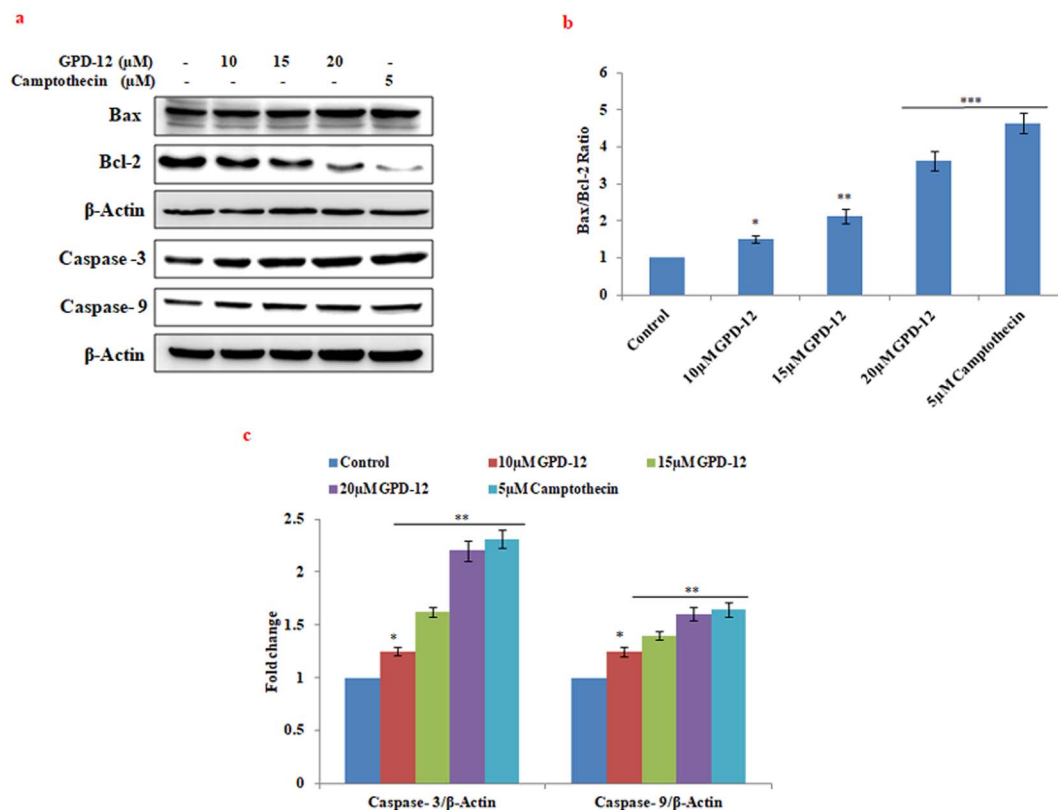 a
GPD-12 (µM) - 10 15 20 -
Camptothecin (µM) - - - - 5
Bax
Bcl-2
β-Actin
Caspase -3
Caspase- 9
β-Actin
b
Bax/Bcl-2 Ratio
6
5
4
3
2
1
0
*
**
***
Control
10µM GPD-12
15µM GPD-12
20µM GPD-12
5µM Camptothecin
c
Control 10µM GPD-12 15µM GPD-12
20µM GPD-12 5µM Camptothecin
Fold change
2.5
2
1.5
1
0.5
0
*
**
*
**
Caspase- 3/β-Actin Caspase- 9/β-Actin